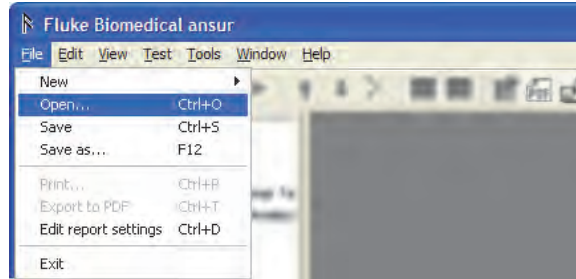 Fluke Biomedical ansur
File Edit View Test Tools Window Help
New
Open... Ctrl+O
Save Ctrl+S
Save as... F12
Print... Ctrl+P
Export to PDF Ctrl+T
Edit report settings Ctrl+D
Exit
PDF